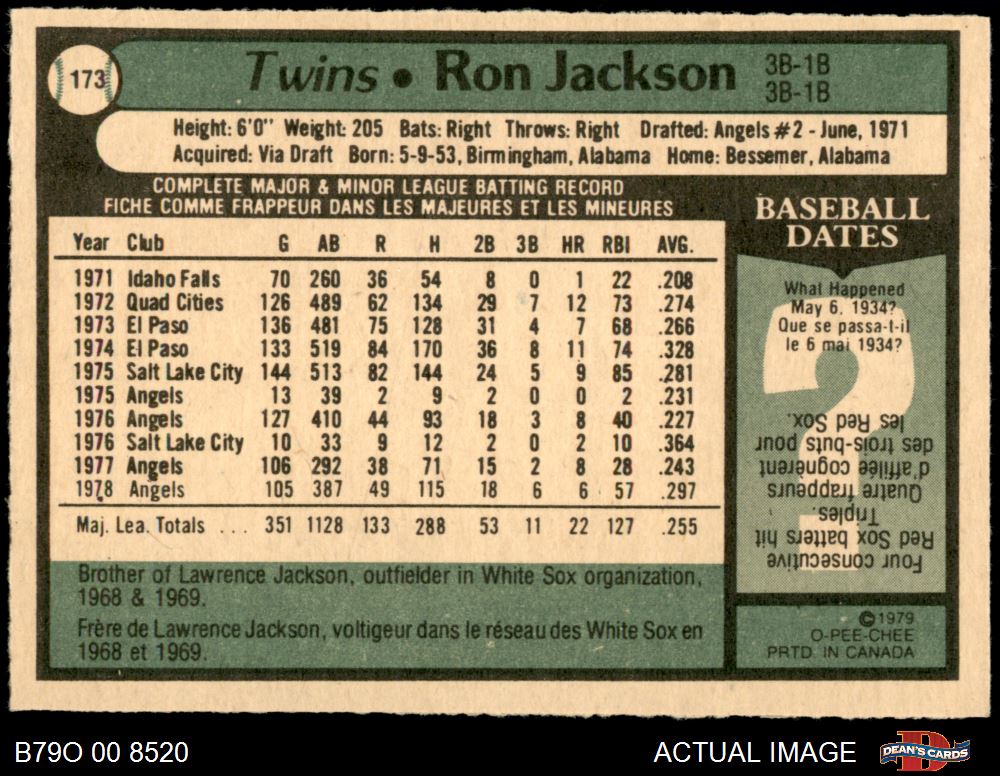 173
Twins • Ron Jackson 3B-1B
3B-1B
Height: 6'0" Weight: 205 Bats: Right Throws: Right Drafted: Angels #2 - June, 1971
Acquired: Via Draft Born: 5-9-53, Birmingham, Alabama Home: Bessemer, Alabama
COMPLETE MAJOR & MINOR LEAGUE BATTING RECORD
FICHE COMME FRAPPEUR DANS LES MAJEURES ET LES MINEURES
Year Club G AB R H 2B 3B HR RBI AVG.
1971 Idaho Falls 70 260 36 54 8 0 1 22 .208
1972 Quad Cities 126 489 62 134 29 7 12 73 .274
1973 El Paso 136 481 75 128 31 4 7 68 .266
1974 El Paso 133 519 84 170 36 8 11 74 .328
1975 Salt Lake City 144 513 82 144 24 5 9 85 .281
1975 Angels 13 39 2 9 2 0 0 2 .231
1976 Angels 127 410 44 93 18 3 8 40 .227
1976 Salt Lake City 10 33 9 12 2 0 2 10 .364
1977 Angels 106 292 38 71 15 2 8 28 .243
1978 Angels 105 387 49 115 18 6 6 57 .297
Maj. Lea. Totals ... 351 1128 133 288 53 11 22 127 .255
Brother of Lawrence Jackson, outfielder in White Sox organization,
1968 & 1969.
Frère de Lawrence Jackson, voltigeur dans le réseau des White Sox en
1968 et 1969.
BASEBALL
DATES
What Happened
May 6, 1934?
Que se passa-t-il
le 6 mai 1934?
?
Four consecutive
Red Sox batters hit
Triples.
Quatre frappeurs
d'affilée cognèrent
des trois-buts pour
les Red Sox.
©1979
O-PEE-CHEE
PRTD. IN CANADA
B79O 00 8520
ACTUAL IMAGE
D
DEAN'S CARDS